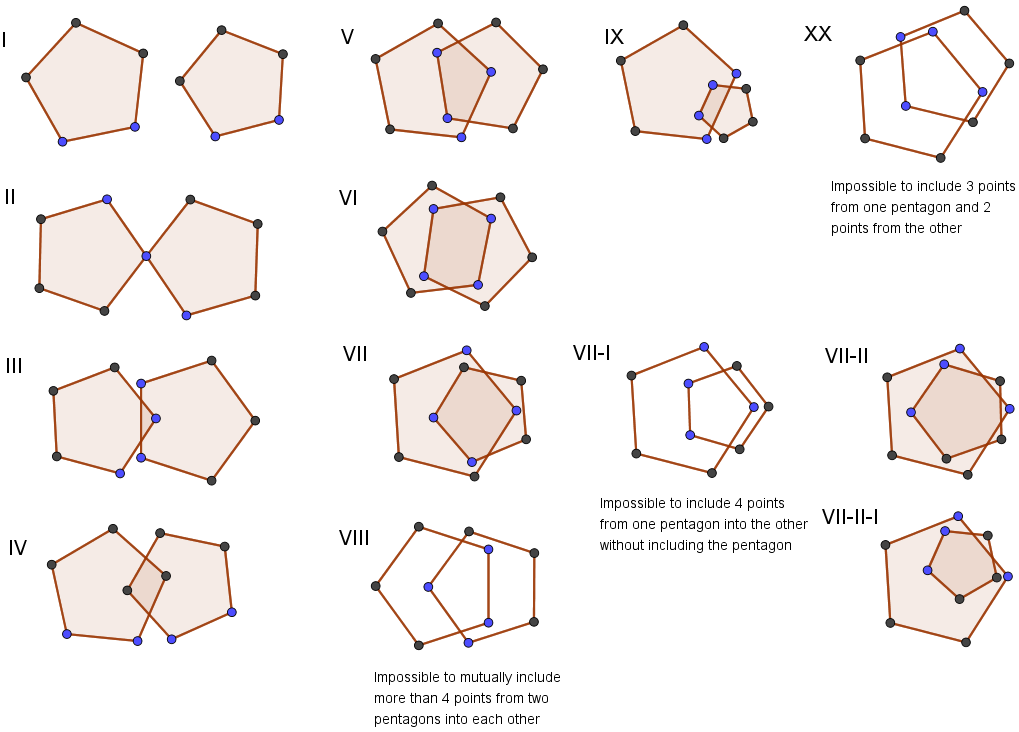 I
V
IX
XX
Impossible to include 3 points
from one pentagon and 2
points from the other
II
VI
III
VII
VII-I
VII-II
Impossible to include 4 points
from one pentagon into the other
without including the pentagon
VII-II-I
IV
VIII
Impossible to mutually include
more than 4 points from two
pentagons into each other